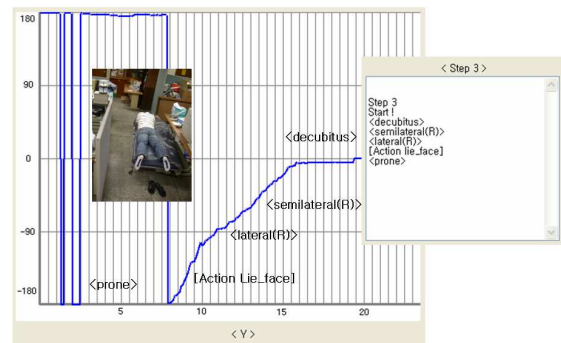 180
90
0
-90
-180
5
10
15
20
<decubitus>
<semilateral(R)>
<lateral(R)>
[Action Lie_face]
<prone>
< Y >
< Step 3 >
Step 3
Start !
<decubitus>
<semilateral(R)>
<lateral(R)>
[Action lie_face]
<prone>